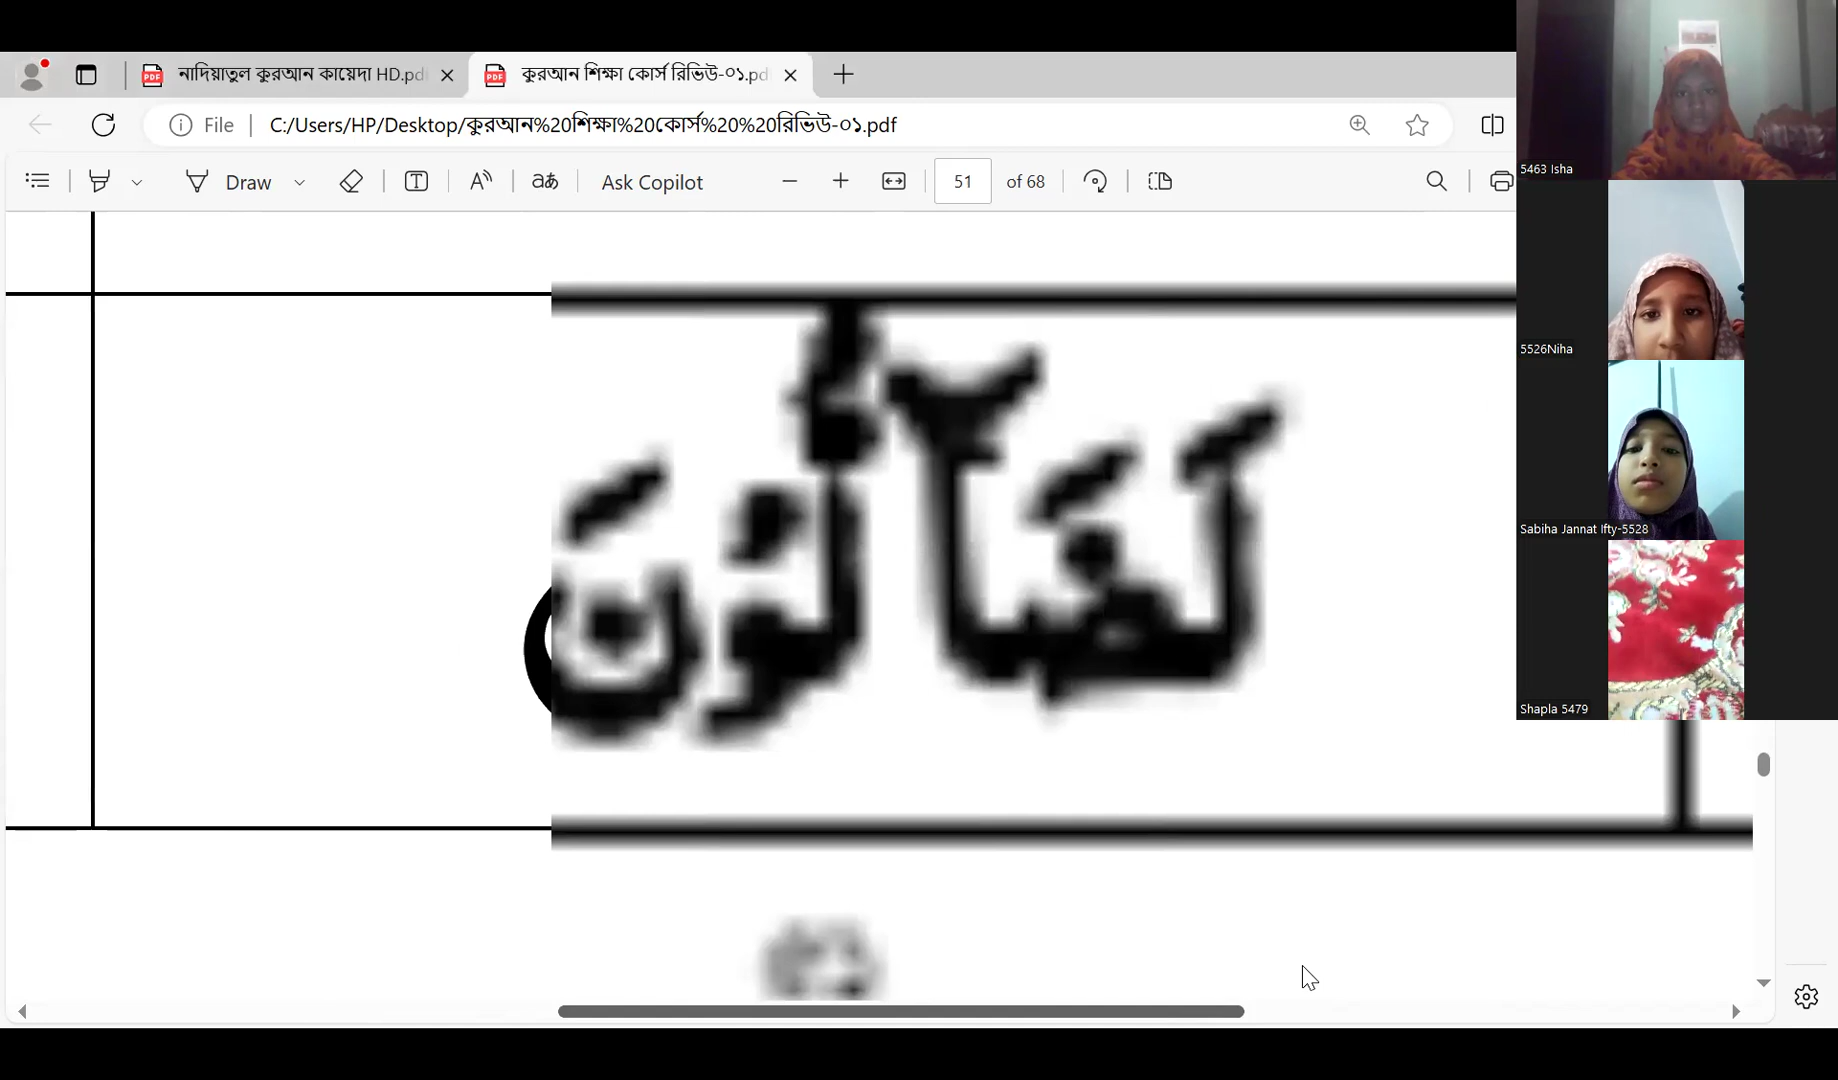 নাদিয়াতুল কুরআন কায়েদা HD.pd
কুরআন শিক্ষা কোর্স রিভিউ-০১.pd
File
C:/Users/HP/Desktop/কুরআন%20শিক্ষা%20কোর্স%20%20রিভিউ-০১.pdf
Draw
Ask Copilot
51 of 68
لَضَآلُّوْنَ
5463 Isha
5526Niha
Sabiha Jannat Ifty-5528
Shapla 5479